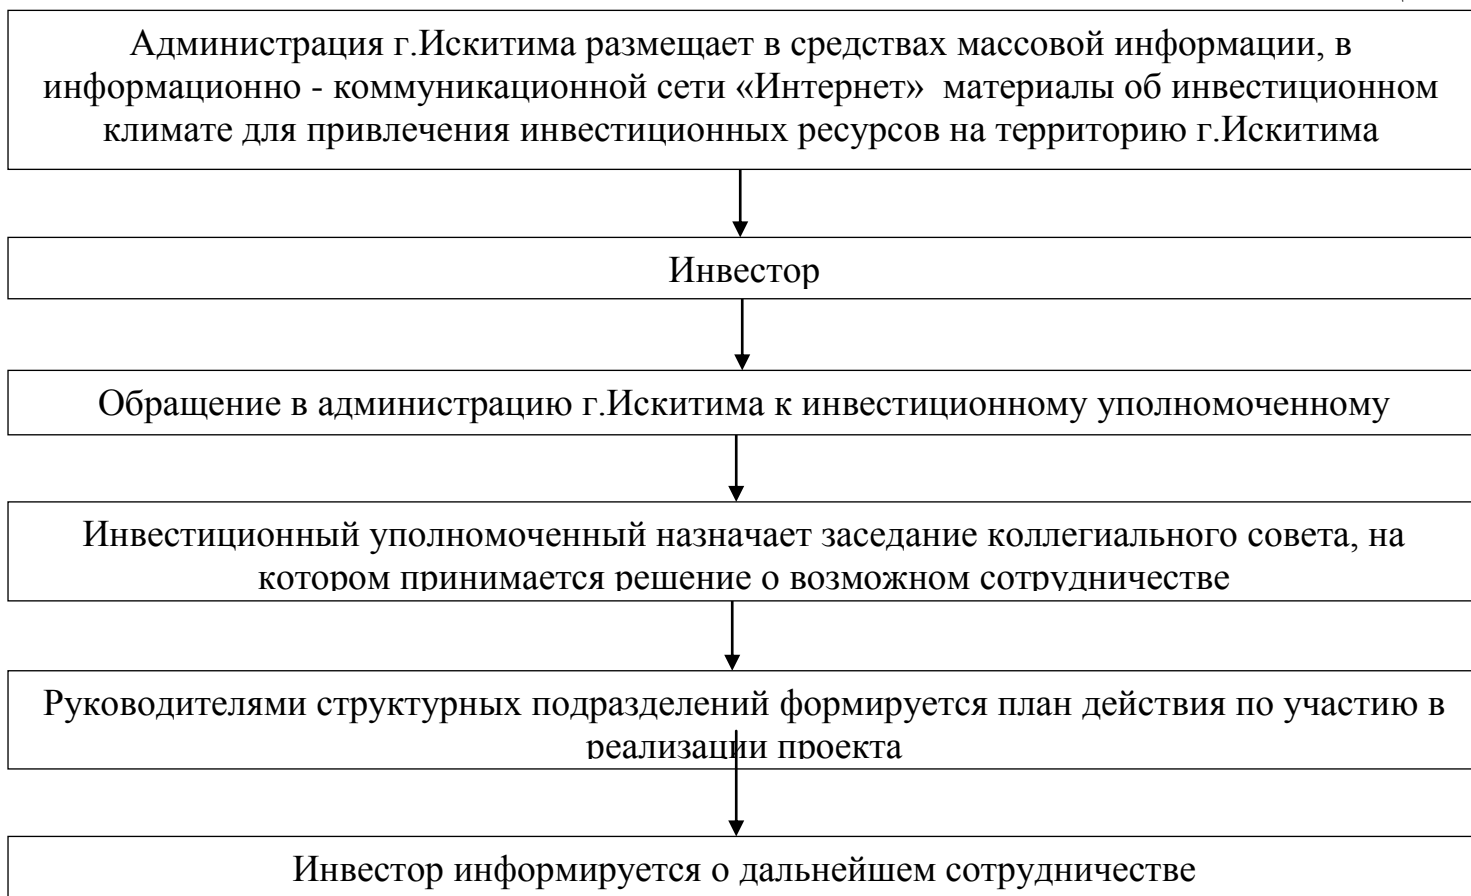 Администрация г.Искитима размещает в средствах массовой информации, в
информационно - коммуникационной сети «Интернет» материалы об инвестиционном
климате для привлечения инвестиционных ресурсов на территорию г.Искитима
Инвестор
Обращение в администрацию г.Искитима к инвестиционному уполномоченному
Инвестиционный уполномоченный назначает заседание коллегиального совета, на
котором принимается решение о возможном сотрудничестве
Руководителями структурных подразделений формируется план действия по участию в
реализации проекта
Инвестор информируется о дальнейшем сотрудничестве